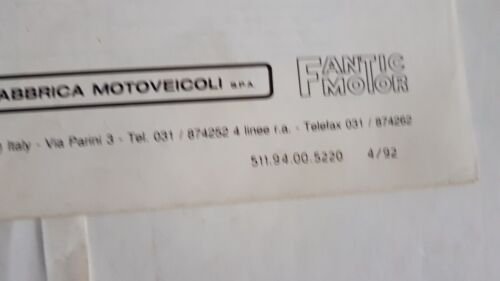 ABBRICA MOTOVEICOLI S.P.A.
FANTIC MOTOR
Italy - Via Parini 3 - Tel. 031 / 874252 4 linee r.a. - Telefax 031 / 874262
511.94.00.5220 4/92